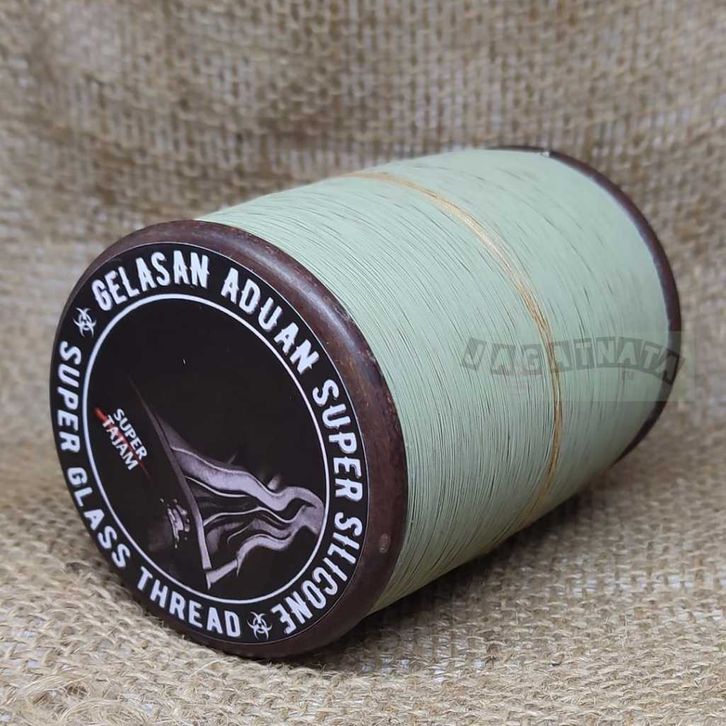 GELASAN ADUAN SUPER SILICONE
SUPER GLASS THREAD
SUPER
TAJAM
JAGATNATA